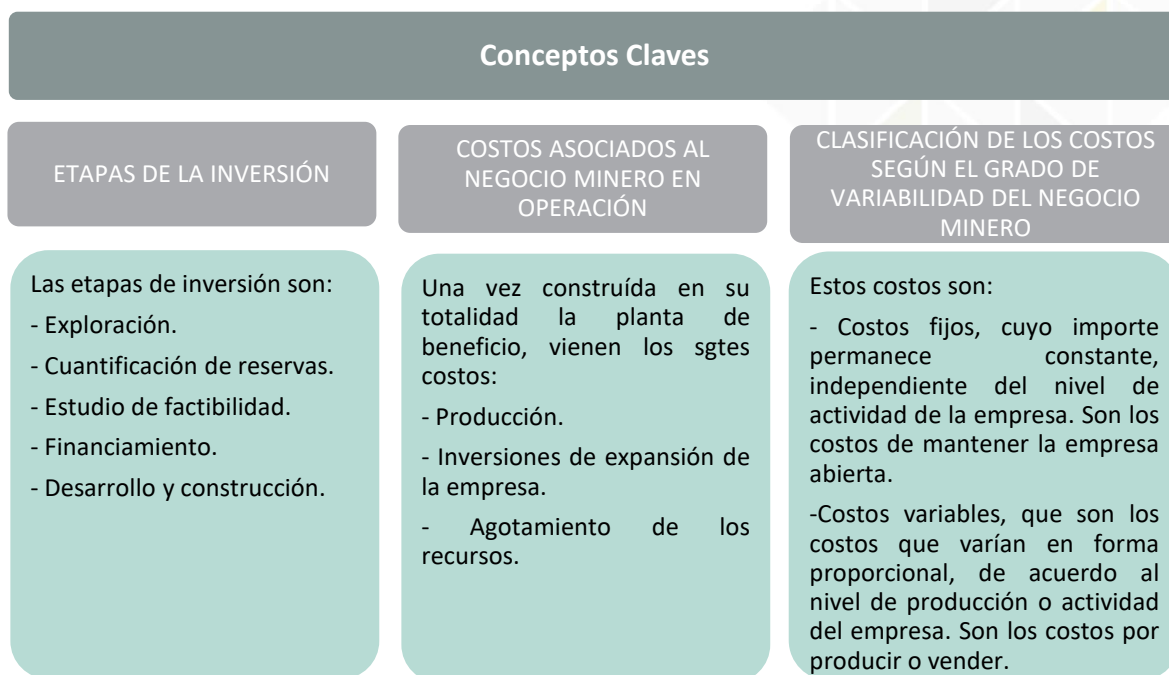 Conceptos Claves
ETAPAS DE LA INVERSIÓN
Las etapas de inversión son:
- Exploración.
- Cuantificación de reservas.
- Estudio de factibilidad.
- Financiamiento.
- Desarrollo y construcción.
COSTOS ASOCIADOS AL
NEGOCIO MINERO EN
OPERACIÓN
Una vez construída en su
totalidad la planta de
beneficio, vienen los sgtes
costos:
- Producción.
- Inversiones de expansión de
la empresa.
- Agotamiento de los
recursos.
CLASIFICACIÓN DE LOS COSTOS
SEGÚN EL GRADO DE
VARIABILIDAD DEL NEGOCIO
MINERO
Estos costos son:
- Costos fijos, cuyo importe
permanece constante,
independiente del nivel de
actividad de la empresa. Son los
costos de mantener la empresa
abierta.
-Costos variables, que son los
costos que varían en forma
proporcional, de acuerdo al
nivel de producción o actividad
del empresa. Son los costos por
producir o vender.